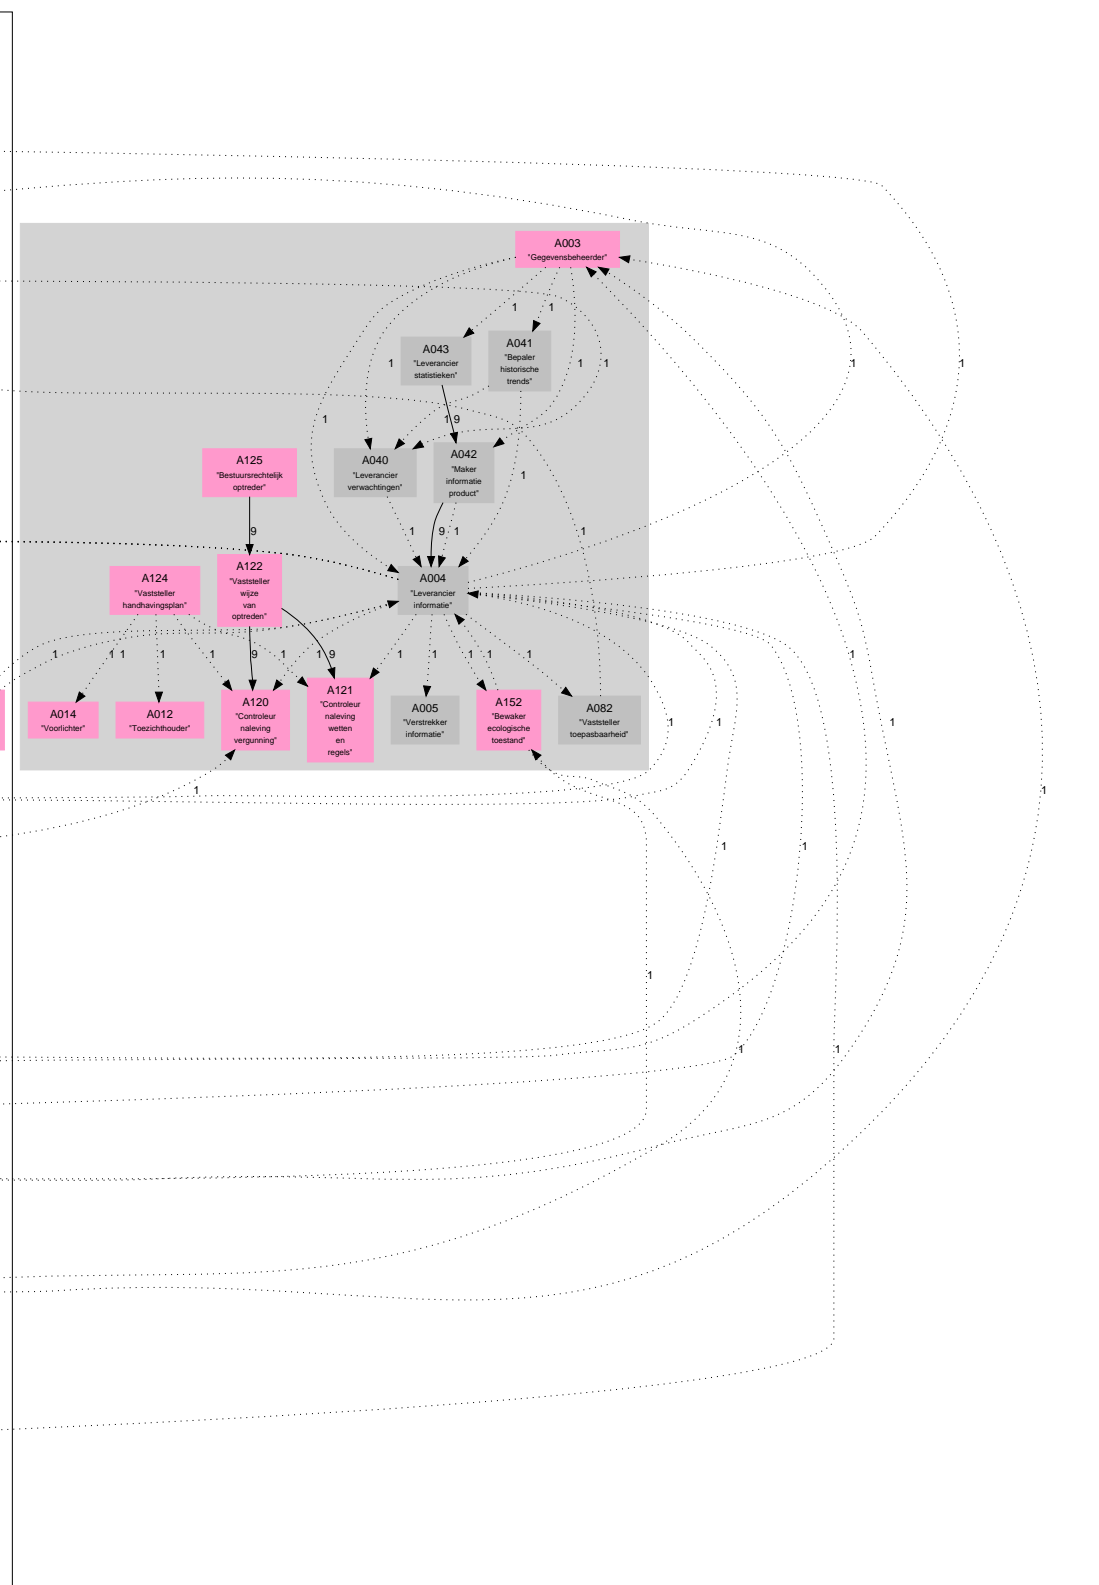 A003
"Gegevensbeheerder"
1
1
A043
"Leverancier
statistieken"
A041
"Bepaler
historische
trends"
1
1
1
1
1
1
1
1 9
A125
"Bestuursrechtelijk
optreder"
A040
"Leverancier
verwachtingen"
A042
"Maker
informatie
product"
1
9
1
9
1
1
A124
"Vaststeller
handhavingsplan"
A122
"Vaststeller
wijze
van
optreden"
A004
"Leverancier
informatie"
1
1
1
1
1
9
1
1
9
1
1
1
1
1
1
1
A014
"Voorlichter"
A012
"Toezichthouder"
A120
"Controleur
naleving
vergunning"
A121
"Controleur
naleving
wetten
en
regels"
A005
"Verstrekker
informatie"
A152
"Bewaker
ecologische
toestand"
A082
"Vaststeller
toepasbaarheid"
1
1
1
1
1
1
1
1
1
1